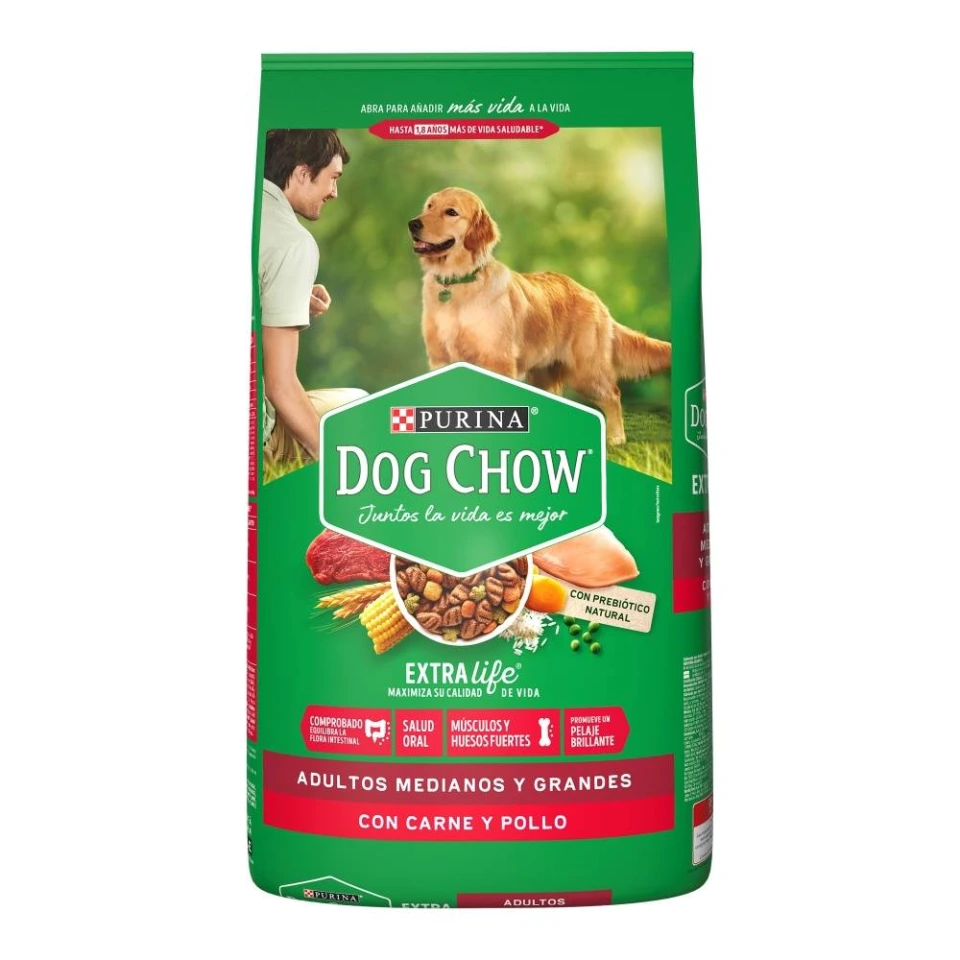 ABRA PARA AÑADIR más vida A LA VIDA
HASTA 1,8 AÑOS MÁS DE VIDA SALUDABLE*
PURINA®
DOG CHOW®
Juntos la vida es mejor
CON PREBIÓTICO
NATURAL
EXTRA life®
MAXIMIZA SU CALIDAD DE VIDA
COMPROBADO
EQUILIBRA LA
FLORA INTESTINAL
SALUD
ORAL
MÚSCULOS Y
HUESOS FUERTES
PROMUEVE UN
PELAJE
BRILLANTE
ADULTOS MEDIANOS Y GRANDES
CON CARNE Y POLLO
PURINA
EXTRA
ADULTOS